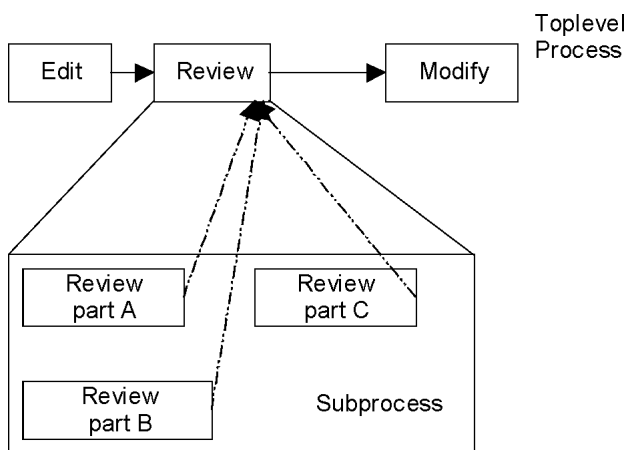 Toplevel
Process
Edit
Review
Modify
Review
part A
Review
part C
Review
part B
Subprocess